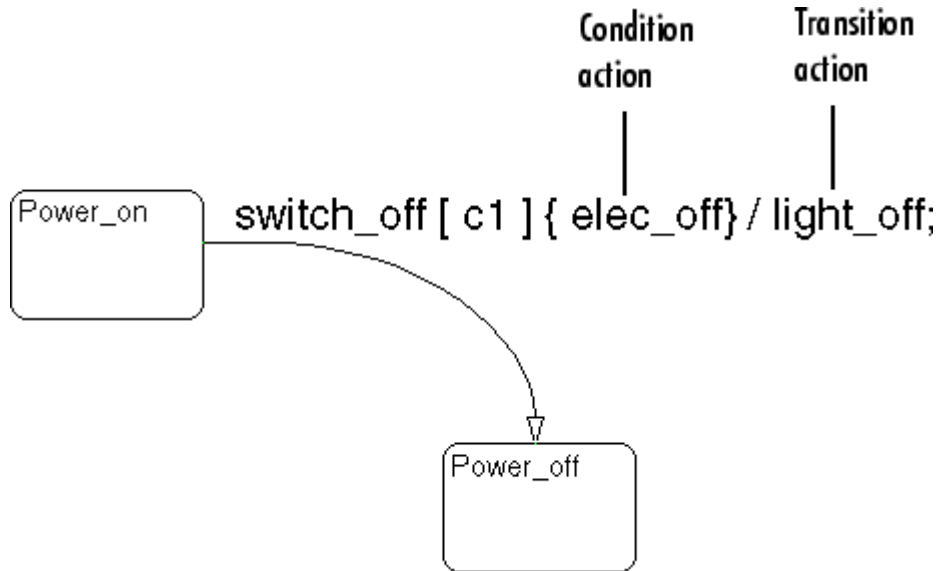 Condition
action
Transition
action
Power_on
switch_off [ c1 ] { elec_off} / light_off;
Power_off